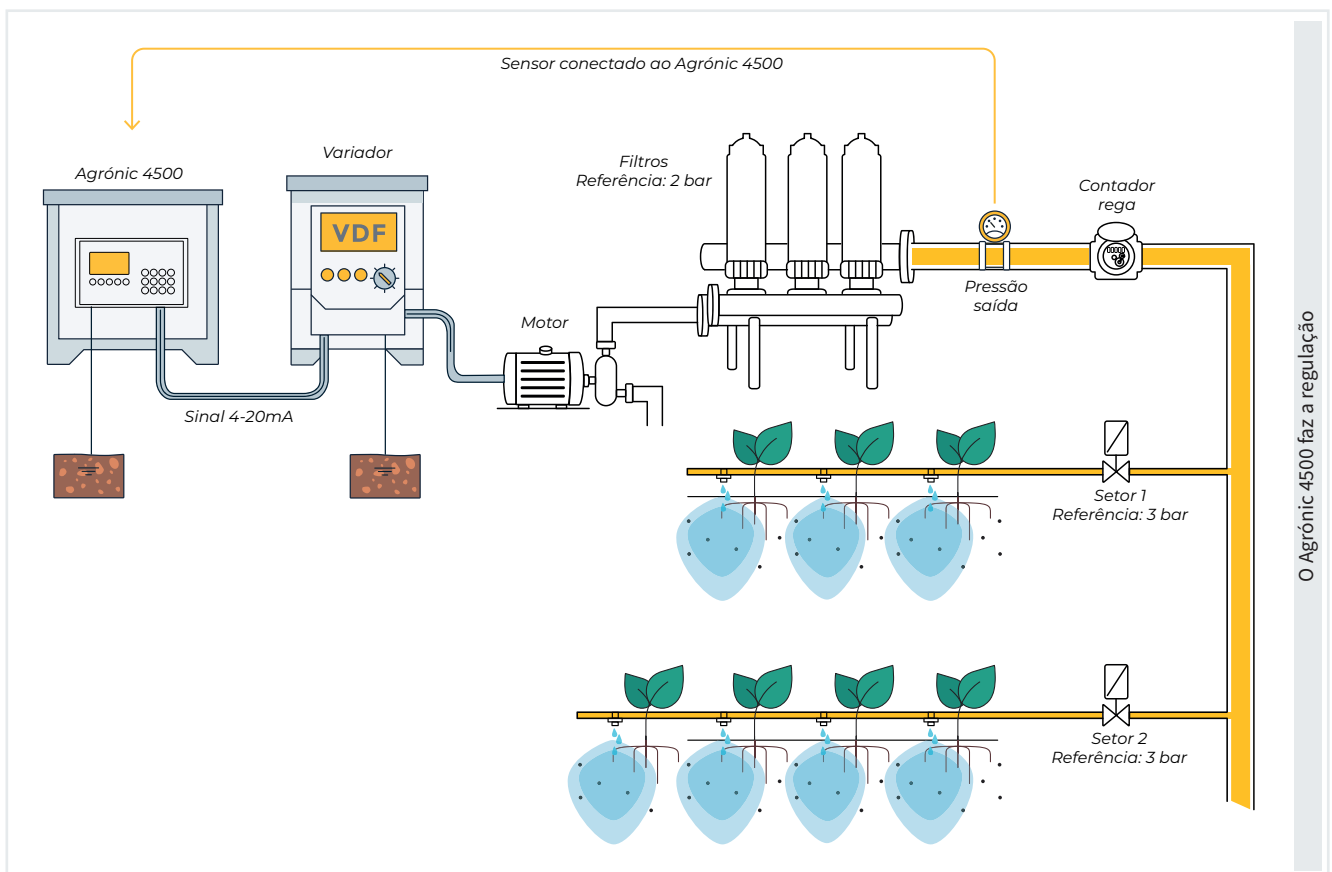 Sensor conectado ao Agrónic 4500
Agrónic 4500
Variador
VDF
Sinal 4-20mA
Motor
Filtros
Referência: 2 bar
Pressão
saída
Contador
rega
Setor 1
Referência: 3 bar
Setor 2
Referência: 3 bar
O Agrónic 4500 faz a regulação